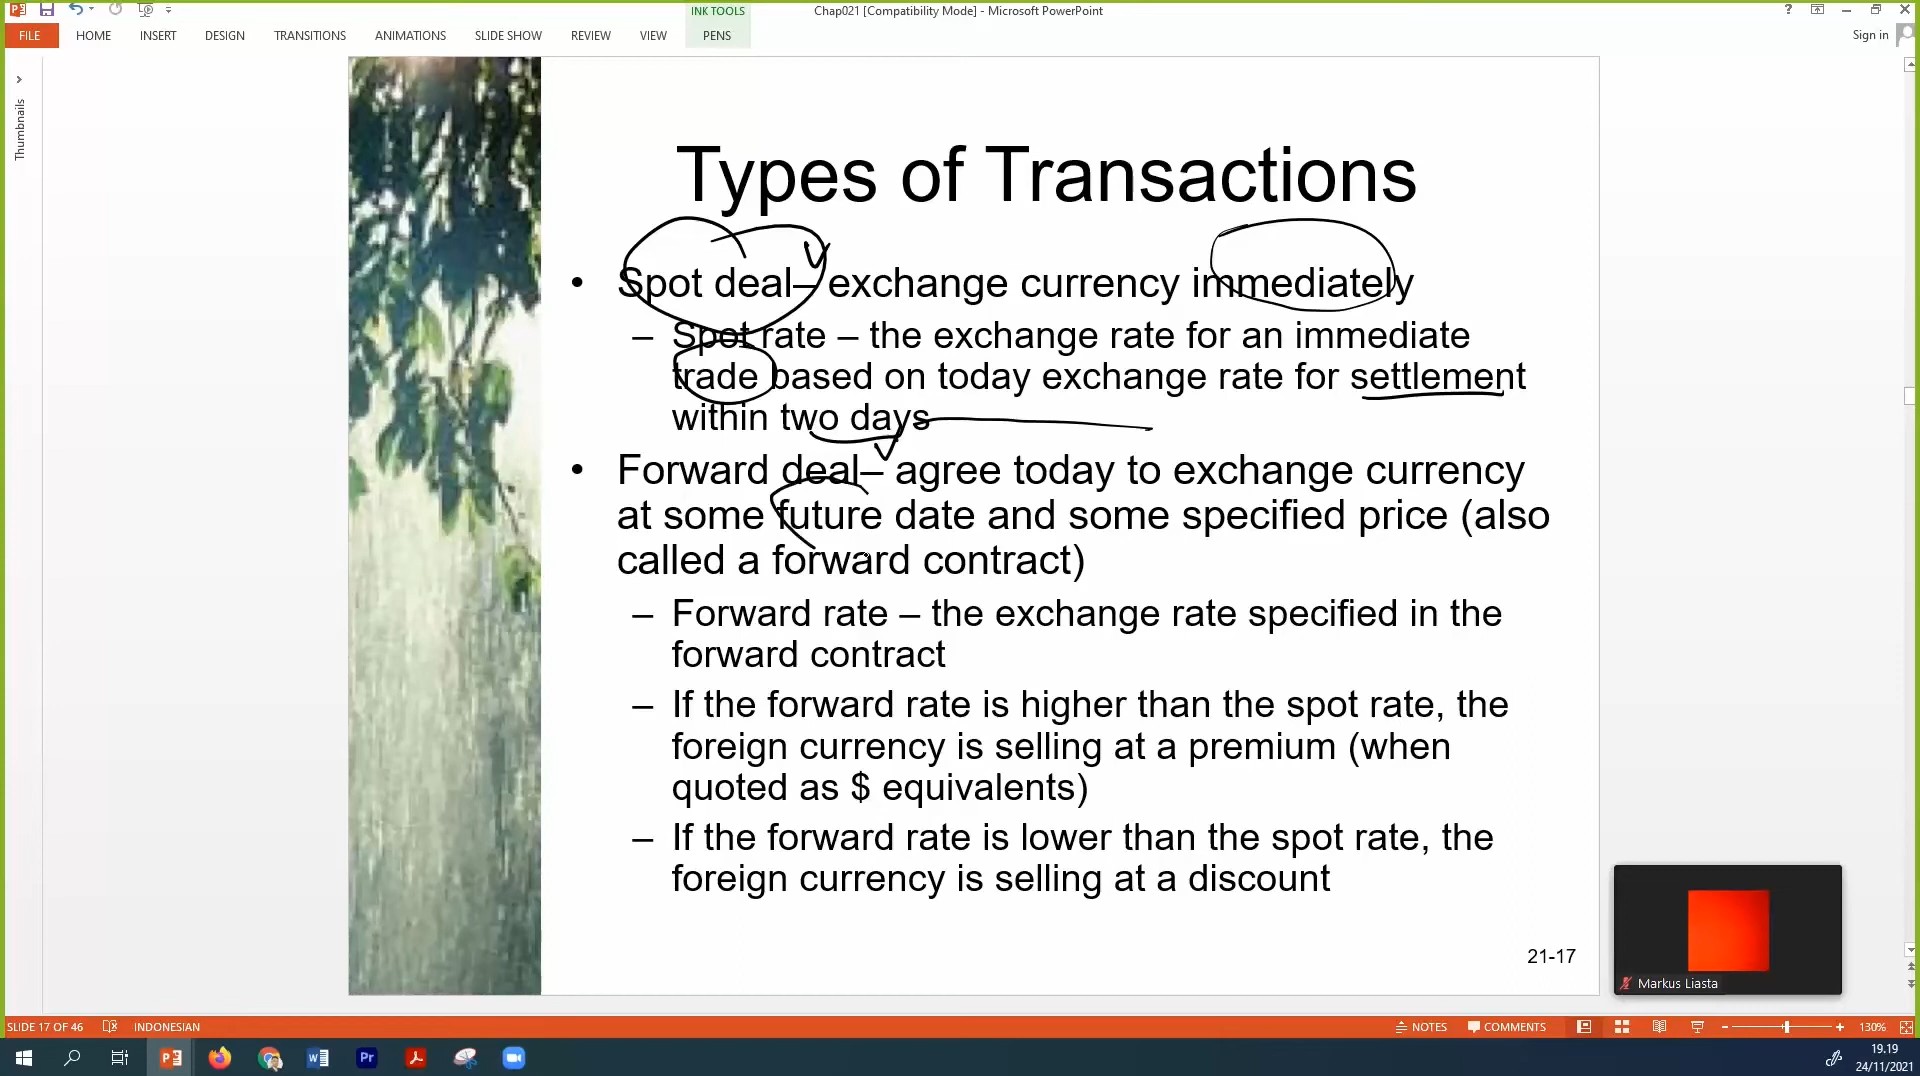 INK TOOLS
Chap021 [Compatibility Mode] - Microsoft PowerPoint
FILE HOME INSERT DESIGN TRANSITIONS ANIMATIONS SLIDE SHOW REVIEW VIEW PENS
Sign in
Thumbnails
Types of Transactions
• Spot deal– exchange currency immediately
– Spot rate – the exchange rate for an immediate
trade based on today exchange rate for settlement
within two days
• Forward deal– agree today to exchange currency
at some future date and some specified price (also
called a forward contract)
– Forward rate – the exchange rate specified in the
forward contract
– If the forward rate is higher than the spot rate, the
foreign currency is selling at a premium (when
quoted as $ equivalents)
– If the forward rate is lower than the spot rate, the
foreign currency is selling at a discount
21-17
Markus Liasta
SLIDE 17 OF 46 INDONESIAN NOTES COMMENTS 130%
19.19
24/11/2021